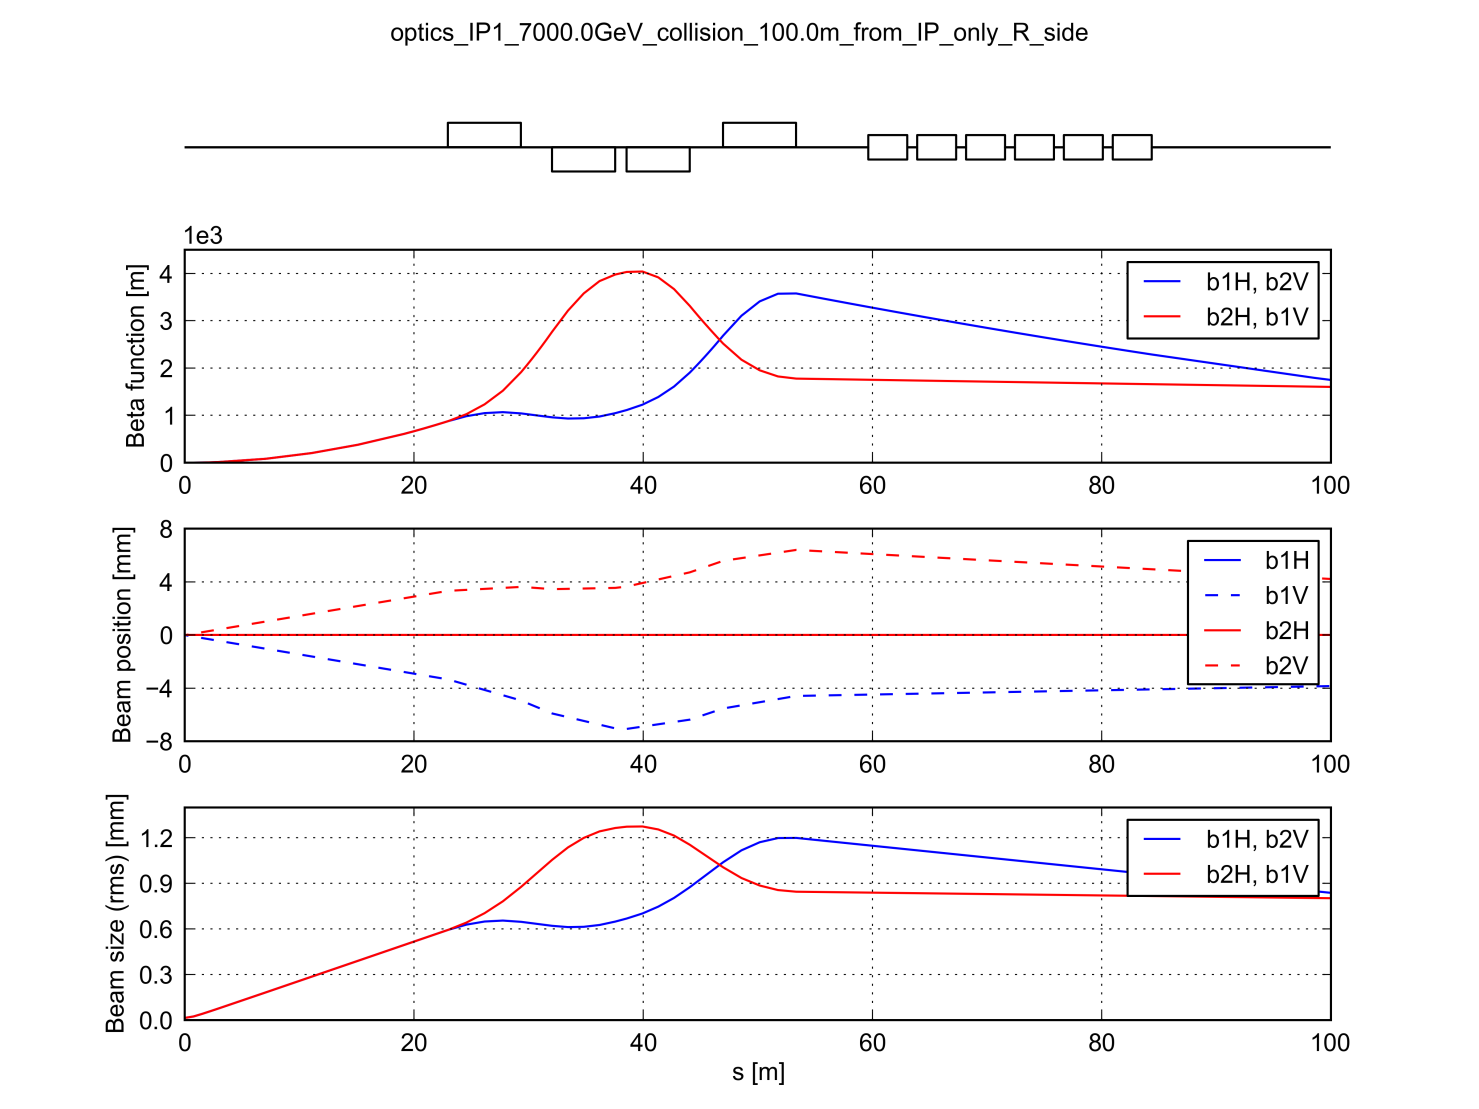 optics_IP1_7000.0GeV_collision_100.0m_from_IP_only_R_side
1e3
Beta function [m]
4
3
2
1
0
0 20 40 60 80 100
b1H, b2V
b2H, b1V
Beam position [mm]
8
4
0
−4
−8
0 20 40 60 80 100
b1H
b1V
b2H
b2V
Beam size (rms) [mm]
1.2
0.9
0.6
0.3
0.0
0 20 40 60 80 100
b1H, b2V
b2H, b1V
s [m]